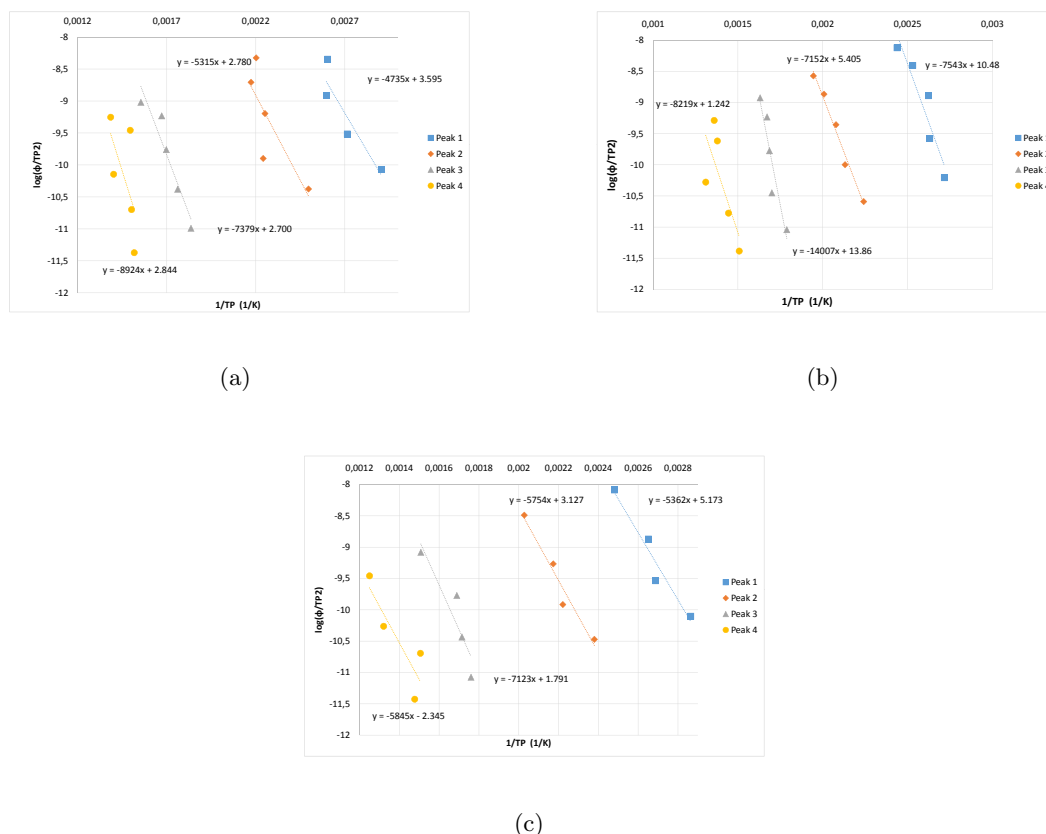 0,0012 0,0017 0,0022 0,0027
-8
-8,5
-9
-9,5
-10
-10,5
-11
-11,5
-12
log(ϕ/TP2)
y = -5315x + 2.780
y = -4735x + 3.595
y = -7379x + 2.700
y = -8924x + 2.844
Peak 1
Peak 2
Peak 3
Peak 4
1/TP (1/K)
(a)
0,001 0,0015 0,002 0,0025 0,003
-8
-8,5
-9
-9,5
-10
-10,5
-11
-11,5
-12
log(ϕ/TP2)
y = -7152x + 5.405
y = -7543x + 10.48
y = -8219x + 1.242
y = -14007x + 13.86
Peak
Peak
Peak
Peak
1/TP (1/K)
(b)
0,0012 0,0014 0,0016 0,0018 0,002 0,0022 0,0024 0,0026 0,0028
-8
-8,5
-9
-9,5
-10
-10,5
-11
-11,5
-12
log(ϕ/TP2)
y = -5754x + 3.127
y = -5362x + 5.173
y = -7123x + 1.791
y = -5845x - 2.345
Peak 1
Peak 2
Peak 3
Peak 4
1/TP (1/K)
(c)